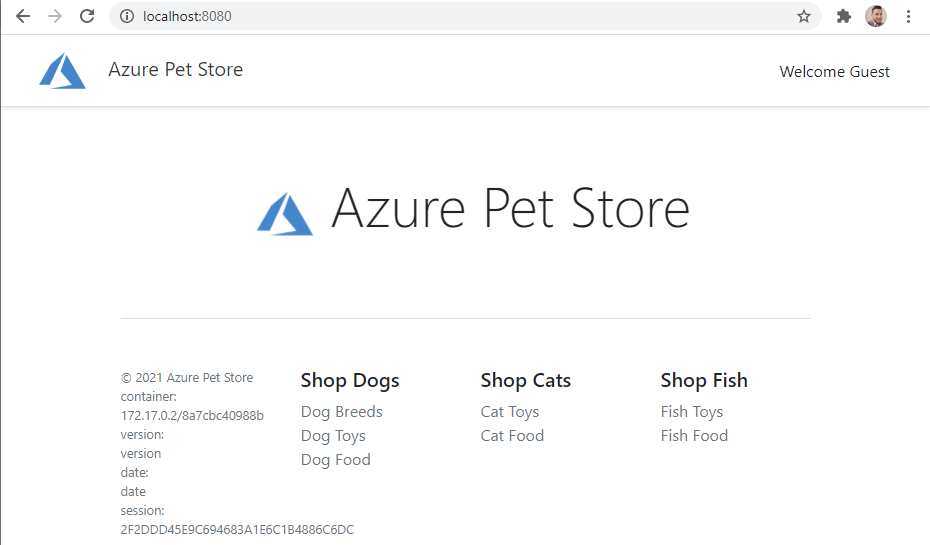 localhost:8080
Azure Pet Store
Welcome Guest
Azure Pet Store
© 2021 Azure Pet Store
container:
172.17.0.2/8a7cbc40988b
version:
version
date:
date
session:
2F2DDD45E9C694683A1E6C1B4886C6DC
Shop Dogs
Dog Breeds
Dog Toys
Dog Food
Shop Cats
Cat Toys
Cat Food
Shop Fish
Fish Toys
Fish Food